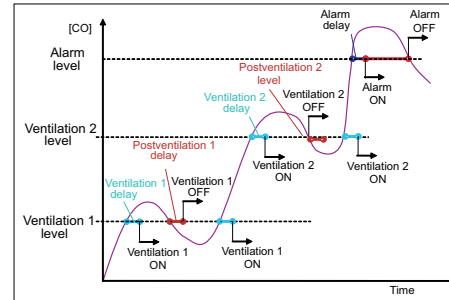 [CO]
Alarm
delay
Alarm
OFF
Alarm
level
Alarm
ON
Postventilation 2
level
Ventilation 2
OFF
Ventilation 2
delay
Ventilation 2
level
Ventilation 2
ON
Ventilation 2
ON
Postventilation 1
delay
Ventilation 1
delay
Ventilation 1
OFF
Ventilation 1
level
Ventilation 1
ON
Ventilation 1
ON
Time